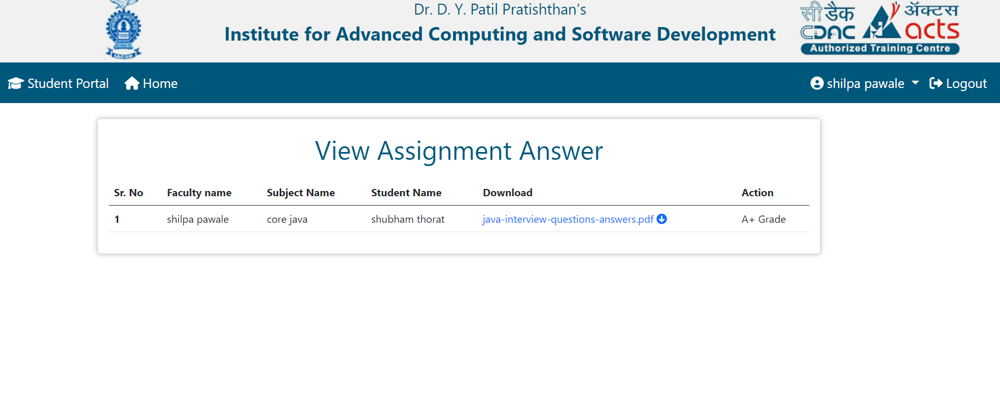 Dr. D. Y. Patil Pratishthan's
Institute for Advanced Computing and Software Development
IACSD
सी डैक
CDAC
ॲक्टस
acts
Authorized Training Centre
Student Portal Home shilpa pawale Logout
View Assignment Answer
Sr. No Faculty name Subject Name Student Name Download Action
1 shilpa pawale core java shubham thorat java-interview-questions-answers.pdf A+ Grade